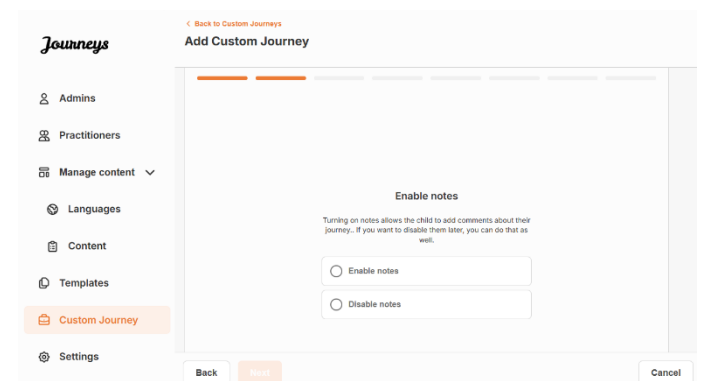 < Back to Custom Journeys
Add Custom Journey
Journeys
Admins
Practitioners
Manage content
Languages
Content
Templates
Custom Journey
Settings
Enable notes
Turning on notes allows the child to add comments about their
journey.. If you want to disable them later, you can do that as
well.
Enable notes
Disable notes
Back
Next
Cancel